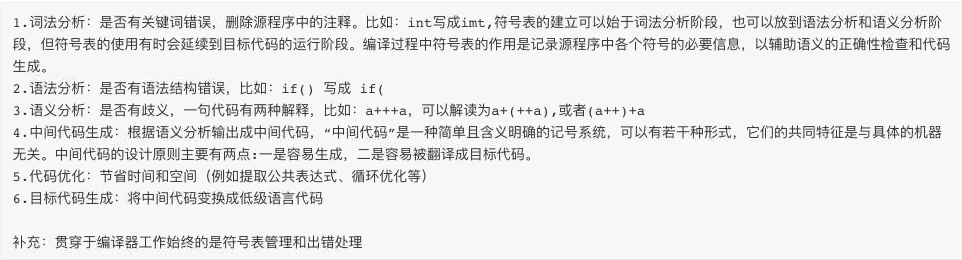 1.词法分析：是否有关键词错误，删除源程序中的注释。比如：int写成imt,符号表的建立可以始于词法分析阶段，也可以放到语法分析和语义分析阶
段，但符号表的使用有时会延续到目标代码的运行阶段。编译过程中符号表的作用是记录源程序中各个符号的必要信息，以辅助语义的正确性检查和代码
生成。
2.语法分析：是否有语法结构错误，比如：if() 写成 if(
3.语义分析：是否有歧义，一句代码有两种解释，比如：a+++a，可以解读为a+(++a),或者(a++)+a
4.中间代码生成：根据语义分析输出成中间代码，“中间代码”是一种简单且含义明确的记号系统，可以有若干种形式，它们的共同特征是与具体的机器
无关。中间代码的设计原则主要有两点:一是容易生成，二是容易被翻译成目标代码。
5.代码优化：节省时间和空间（例如提取公共表达式、循环优化等）
6.目标代码生成：将中间代码变换成低级语言代码
补充：贯穿于编译器工作始终的是符号表管理和出错处理